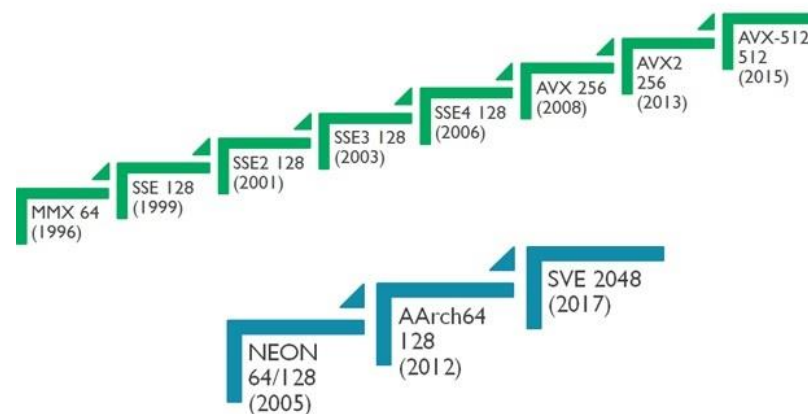 MMX 64
(1996)
SSE 128
(1999)
SSE2 128
(2001)
SSE3 128
(2003)
SSE4 128
(2006)
AVX 256
(2008)
AVX2
256
(2013)
AVX-512
512
(2015)
NEON
64/128
(2005)
AArch64
128
(2012)
SVE 2048
(2017)